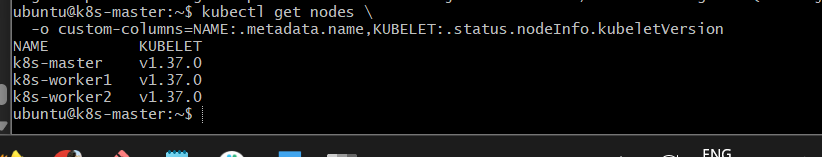 ubuntu@k8s-master:~$ kubectl get nodes \
  -o custom-columns=NAME:.metadata.name,KUBELET:.status.nodeInfo.kubeletVersion
NAME          KUBELET
k8s-master    v1.37.0
k8s-worker1   v1.37.0
k8s-worker2   v1.37.0
ubuntu@k8s-master:~$
ENG